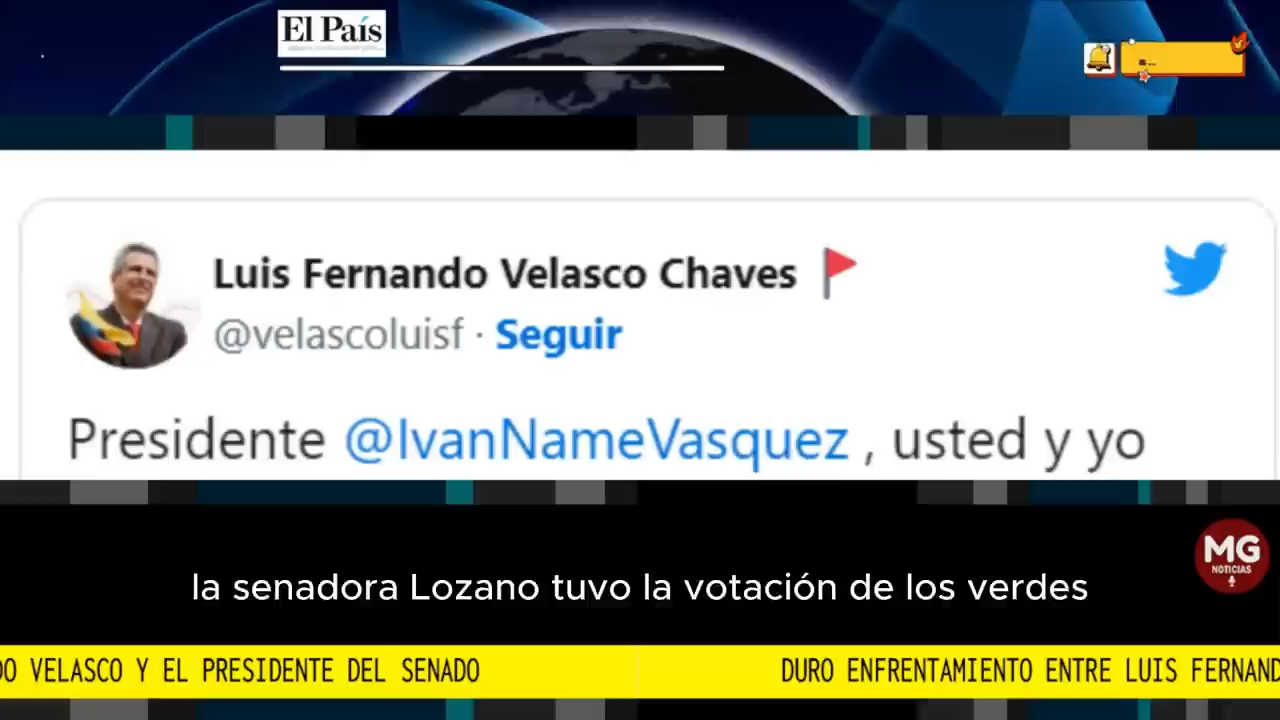 El País
Luis Fernando Velasco Chaves
@velascoluisf · Seguir
Presidente @IvanNameVasquez , usted y yo
MG
NOTICIAS
la senadora Lozano tuvo la votación de los verdes
DO VELASCO Y EL PRESIDENTE DEL SENADO
DURO ENFRENTAMIENTO ENTRE LUIS FERNAND